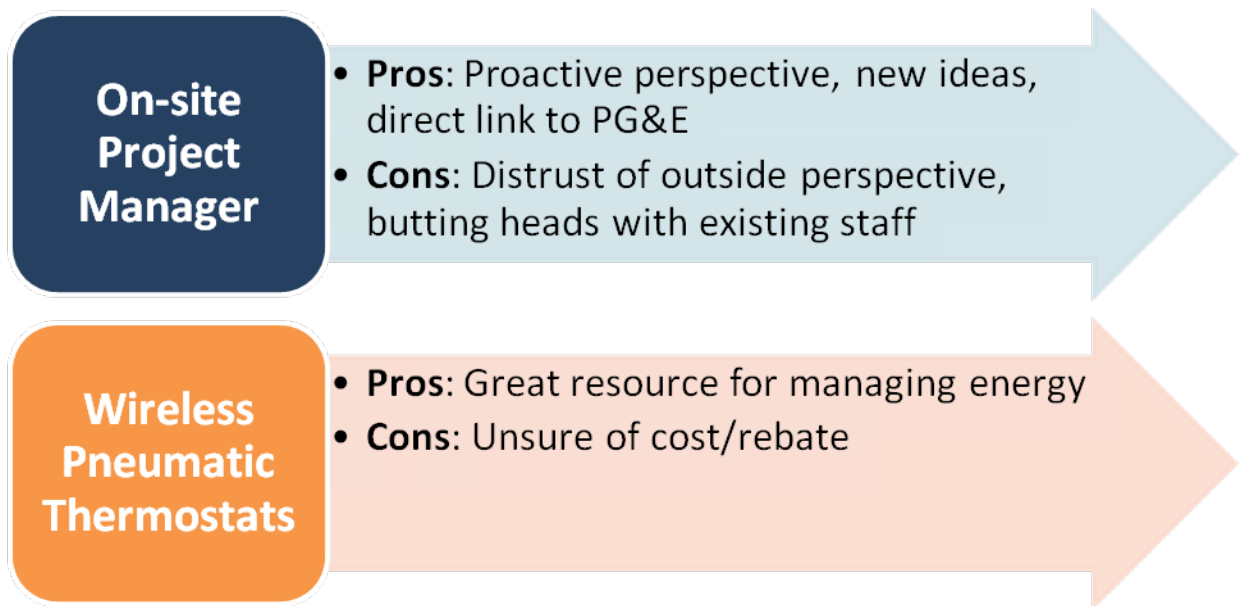 On-site
Project
Manager
• Pros: Proactive perspective, new ideas,
direct link to PG&E
• Cons: Distrust of outside perspective,
butting heads with existing staff
Wireless
Pneumatic
Thermostats
• Pros: Great resource for managing energy
• Cons: Unsure of cost/rebate